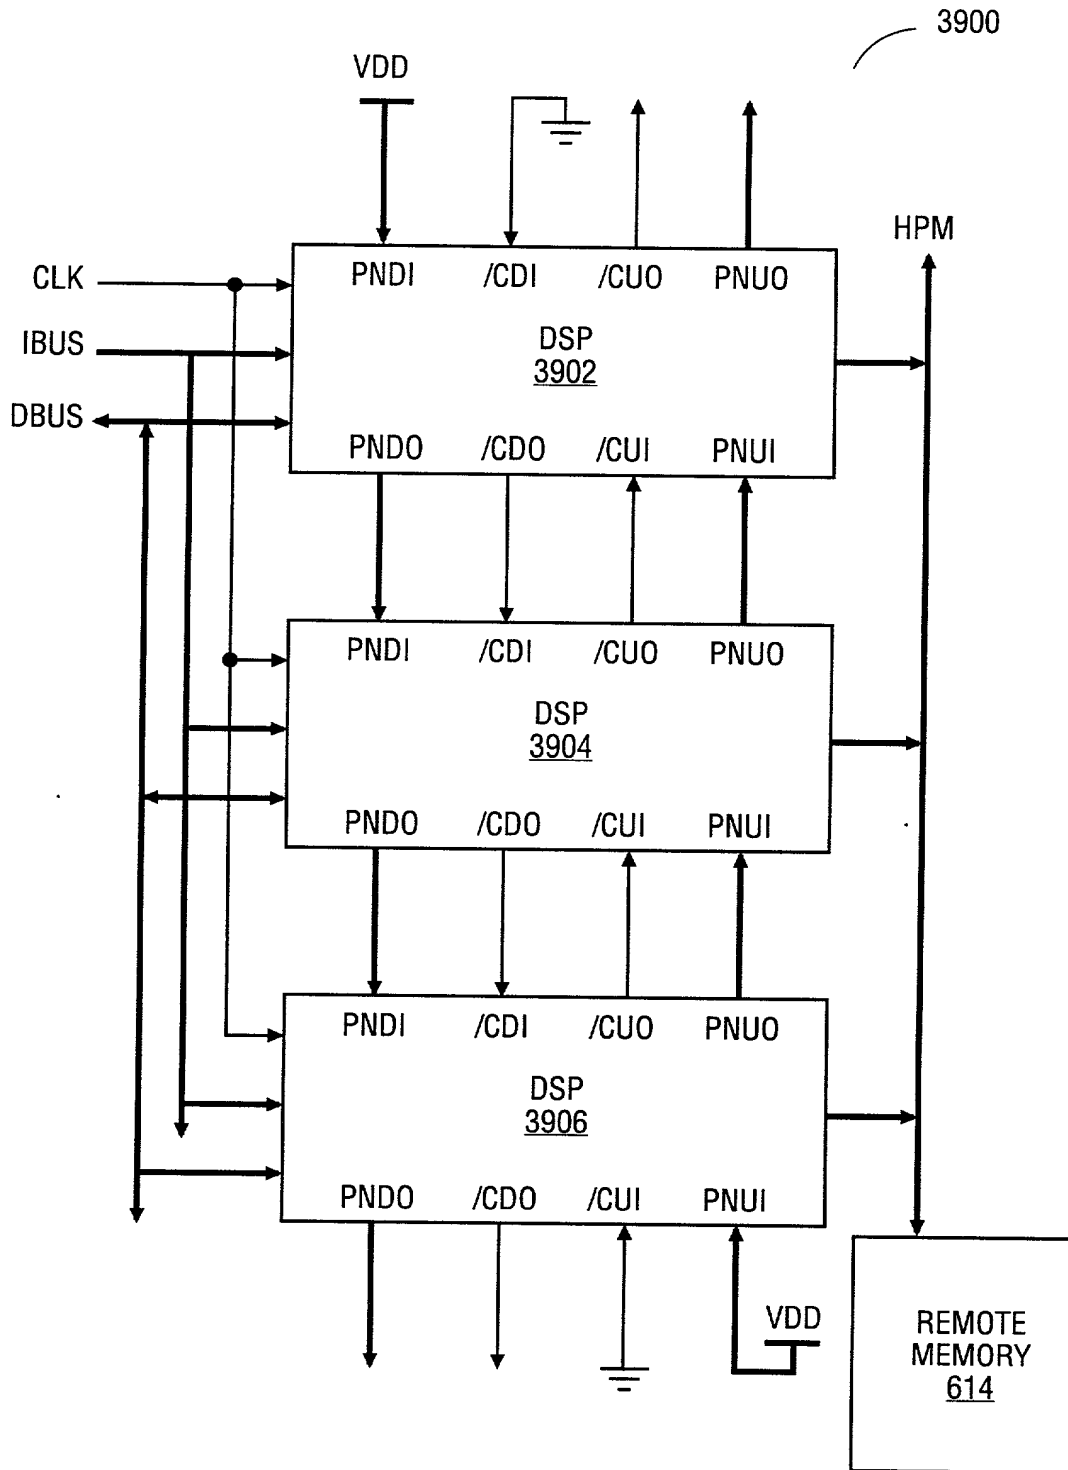 3900
VDD
HPM
CLK
IBUS
DBUS
PNDI /CDI /CUO PNUO
DSP
3902
PNDO /CDO /CUI PNUI
PNDI /CDI /CUO PNUO
DSP
3904
PNDO /CDO /CUI PNUI
PNDI /CDI /CUO PNUO
DSP
3906
PNDO /CDO /CUI PNUI
VDD
REMOTE
MEMORY
614